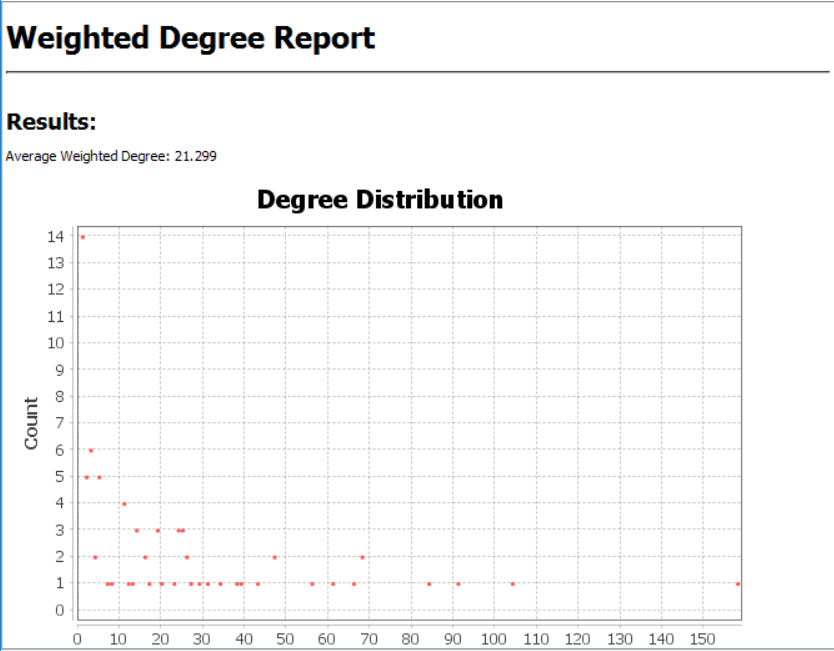 Weighted Degree Report
Results:
Average Weighted Degree: 21.299
Degree Distribution
14
13
12
11
10
9
8
7
6
5
4
3
2
1
0
Count
0 10 20 30 40 50 60 70 80 90 100 110 120 130 140 150